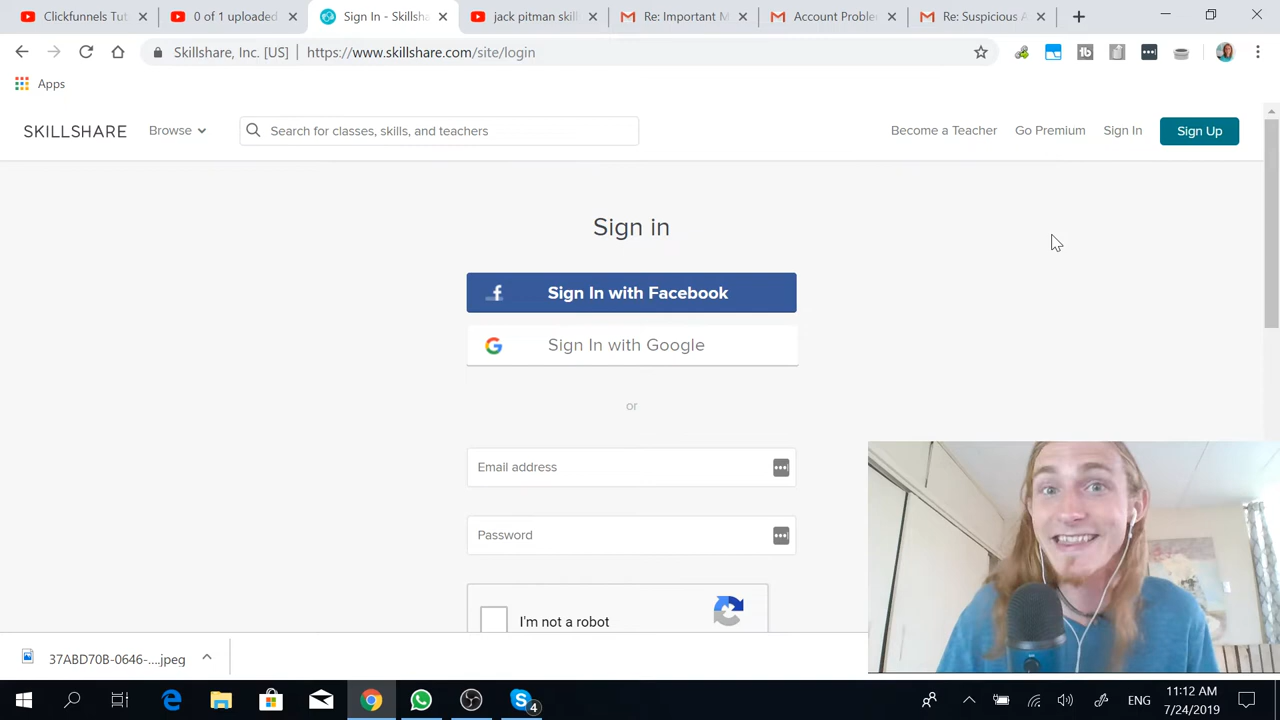 Clickfunnels Tut
0 of 1 uploaded
Sign In - Skillsha
jack pitman skill
Re: Important M
Account Proble
Re: Suspicious A
Skillshare, Inc. [US]
https://www.skillshare.com/site/login
Apps
SKILLSHARE
Browse
Search for classes, skills, and teachers
Become a Teacher
Go Premium
Sign In
Sign Up
Sign in
Sign In with Facebook
Sign In with Google
or
Email address
Password
I'm not a robot
37ABD70B-0646-....jpeg
4
ENG
11:12 AM
7/24/2019